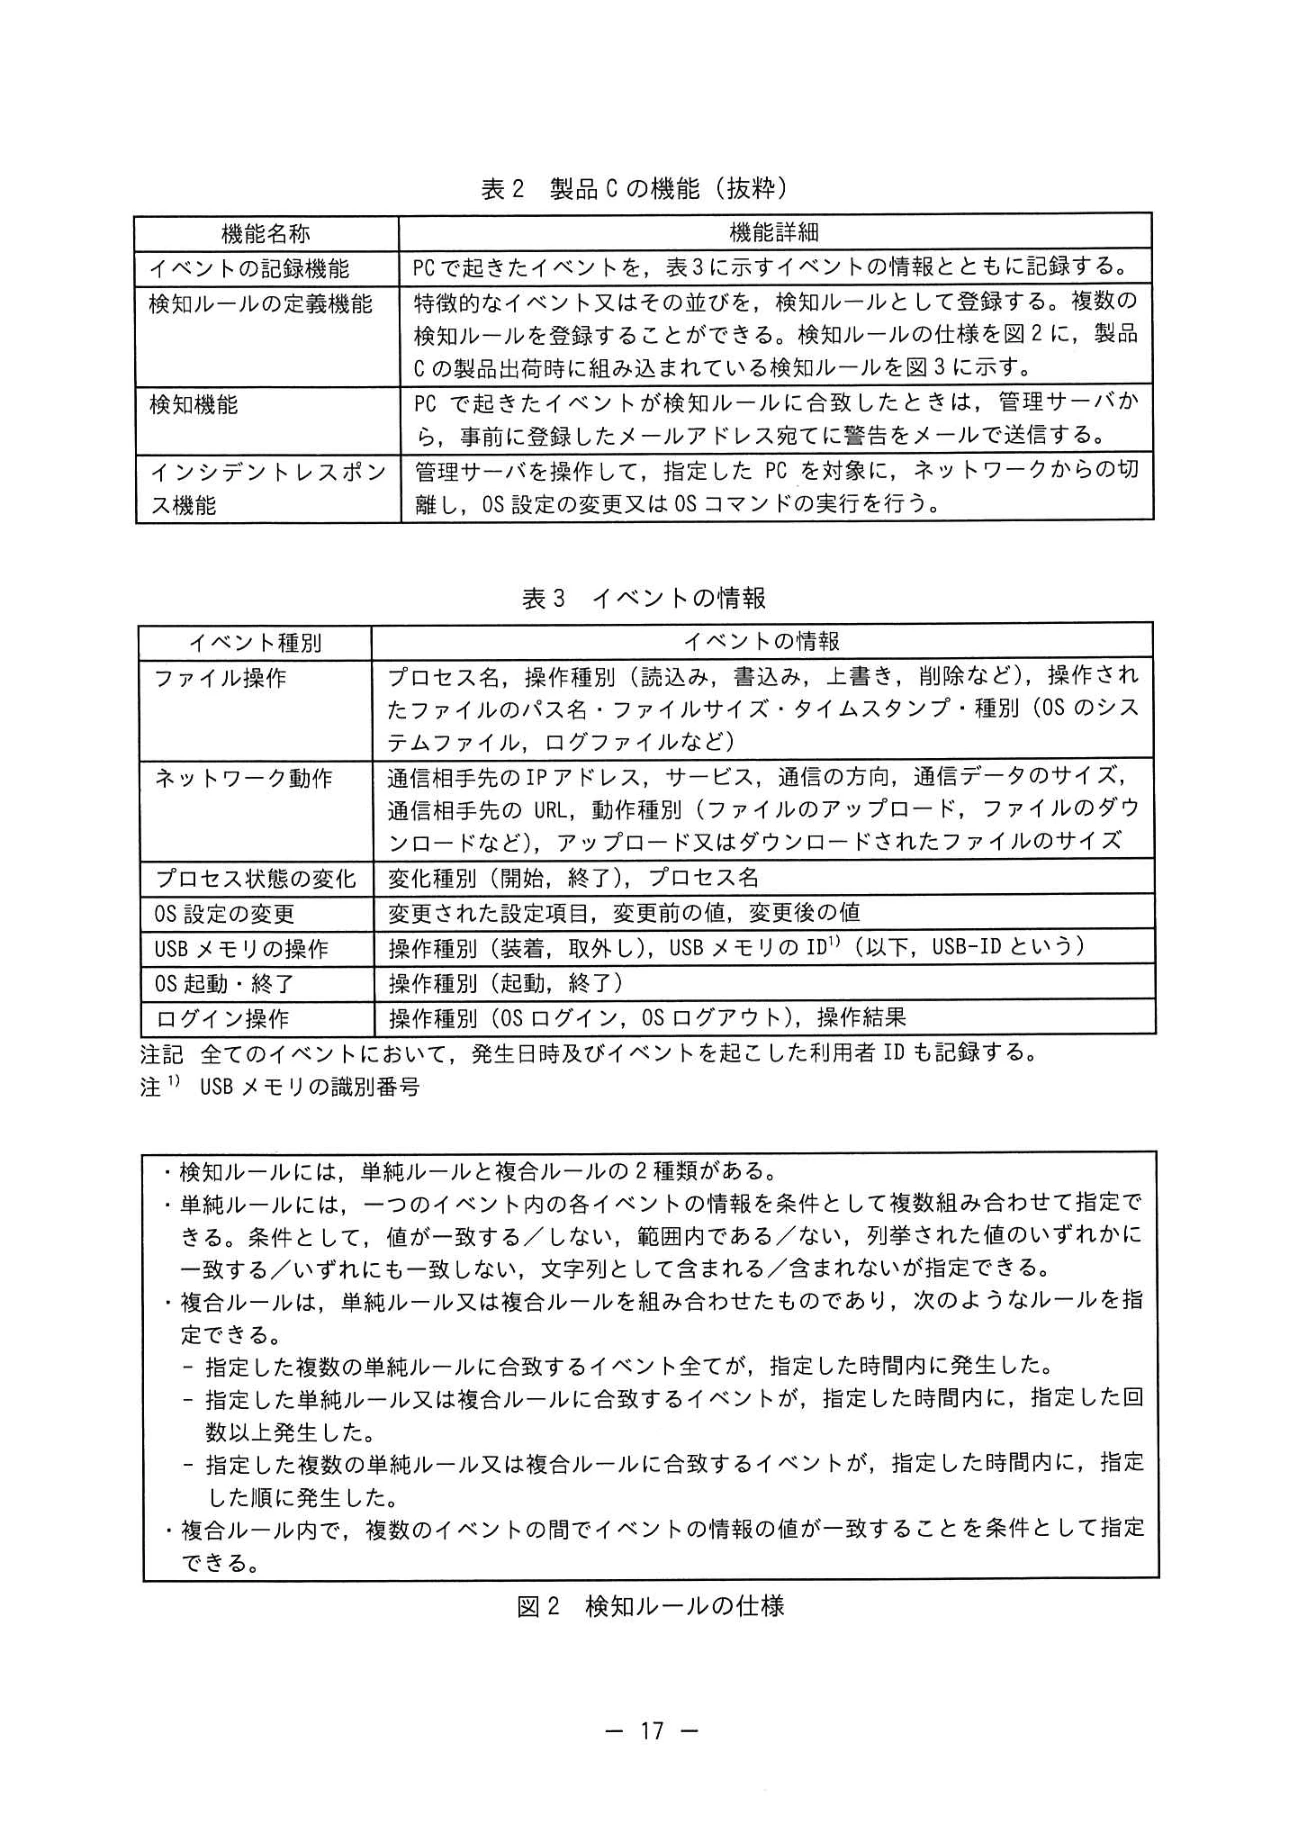 表2　製品Cの機能（抜粋）
機能名称
機能詳細
イベントの記録機能
PCで起きたイベントを，表3に示すイベントの情報とともに記録する。
検知ルールの定義機能
特徴的なイベント又はその並びを，検知ルールとして登録する。複数の
検知ルールを登録することができる。検知ルールの仕様を図2に，製品
Cの製品出荷時に組み込まれている検知ルールを図3に示す。
検知機能
PCで起きたイベントが検知ルールに合致したときは，管理サーバか
ら，事前に登録したメールアドレス宛てに警告をメールで送信する。
インシデントレスポン
ス機能
管理サーバを操作して，指定したPCを対象に，ネットワークからの切
離し，OS設定の変更又はOSコマンドの実行を行う。
表3　イベントの情報
イベント種別
イベントの情報
ファイル操作
プロセス名，操作種別（読込み，書込み，上書き，削除など），操作され
たファイルのパス名・ファイルサイズ・タイムスタンプ・種別（OSのシス
テムファイル，ログファイルなど）
ネットワーク動作
通信相手先のIPアドレス，サービス，通信の方向，通信データのサイズ，
通信相手先のURL，動作種別（ファイルのアップロード，ファイルのダウ
ンロードなど），アップロード又はダウンロードされたファイルのサイズ
プロセス状態の変化
変化種別（開始，終了），プロセス名
OS設定の変更
変更された設定項目，変更前の値，変更後の値
USBメモリの操作
操作種別（装着，取外し），USBメモリのID1)（以下，USB-IDという）
OS起動・終了
操作種別（起動，終了）
ログイン操作
操作種別（OSログイン，OSログアウト），操作結果
注記　全てのイベントにおいて，発生日時及びイベントを起こした利用者IDも記録する。
注1)　USBメモリの識別番号
・検知ルールには，単純ルールと複合ルールの2種類がある。
・単純ルールには，一つのイベント内の各イベントの情報を条件として複数組み合わせて指定で
きる。条件として，値が一致する／しない，範囲内である／ない，列挙された値のいずれかに
一致する／いずれにも一致しない，文字列として含まれる／含まれないが指定できる。
・複合ルールは，単純ルール又は複合ルールを組み合わせたものであり，次のようなルールを指
定できる。
- 指定した複数の単純ルールに合致するイベント全てが，指定した時間内に発生した。
- 指定した単純ルール又は複合ルールに合致するイベントが，指定した時間内に，指定した回
数以上発生した。
- 指定した複数の単純ルール又は複合ルールに合致するイベントが，指定した時間内に，指定
した順に発生した。
・複合ルール内で，複数のイベントの間でイベントの情報の値が一致することを条件として指定
できる。
図2　検知ルールの仕様
－ 17 －